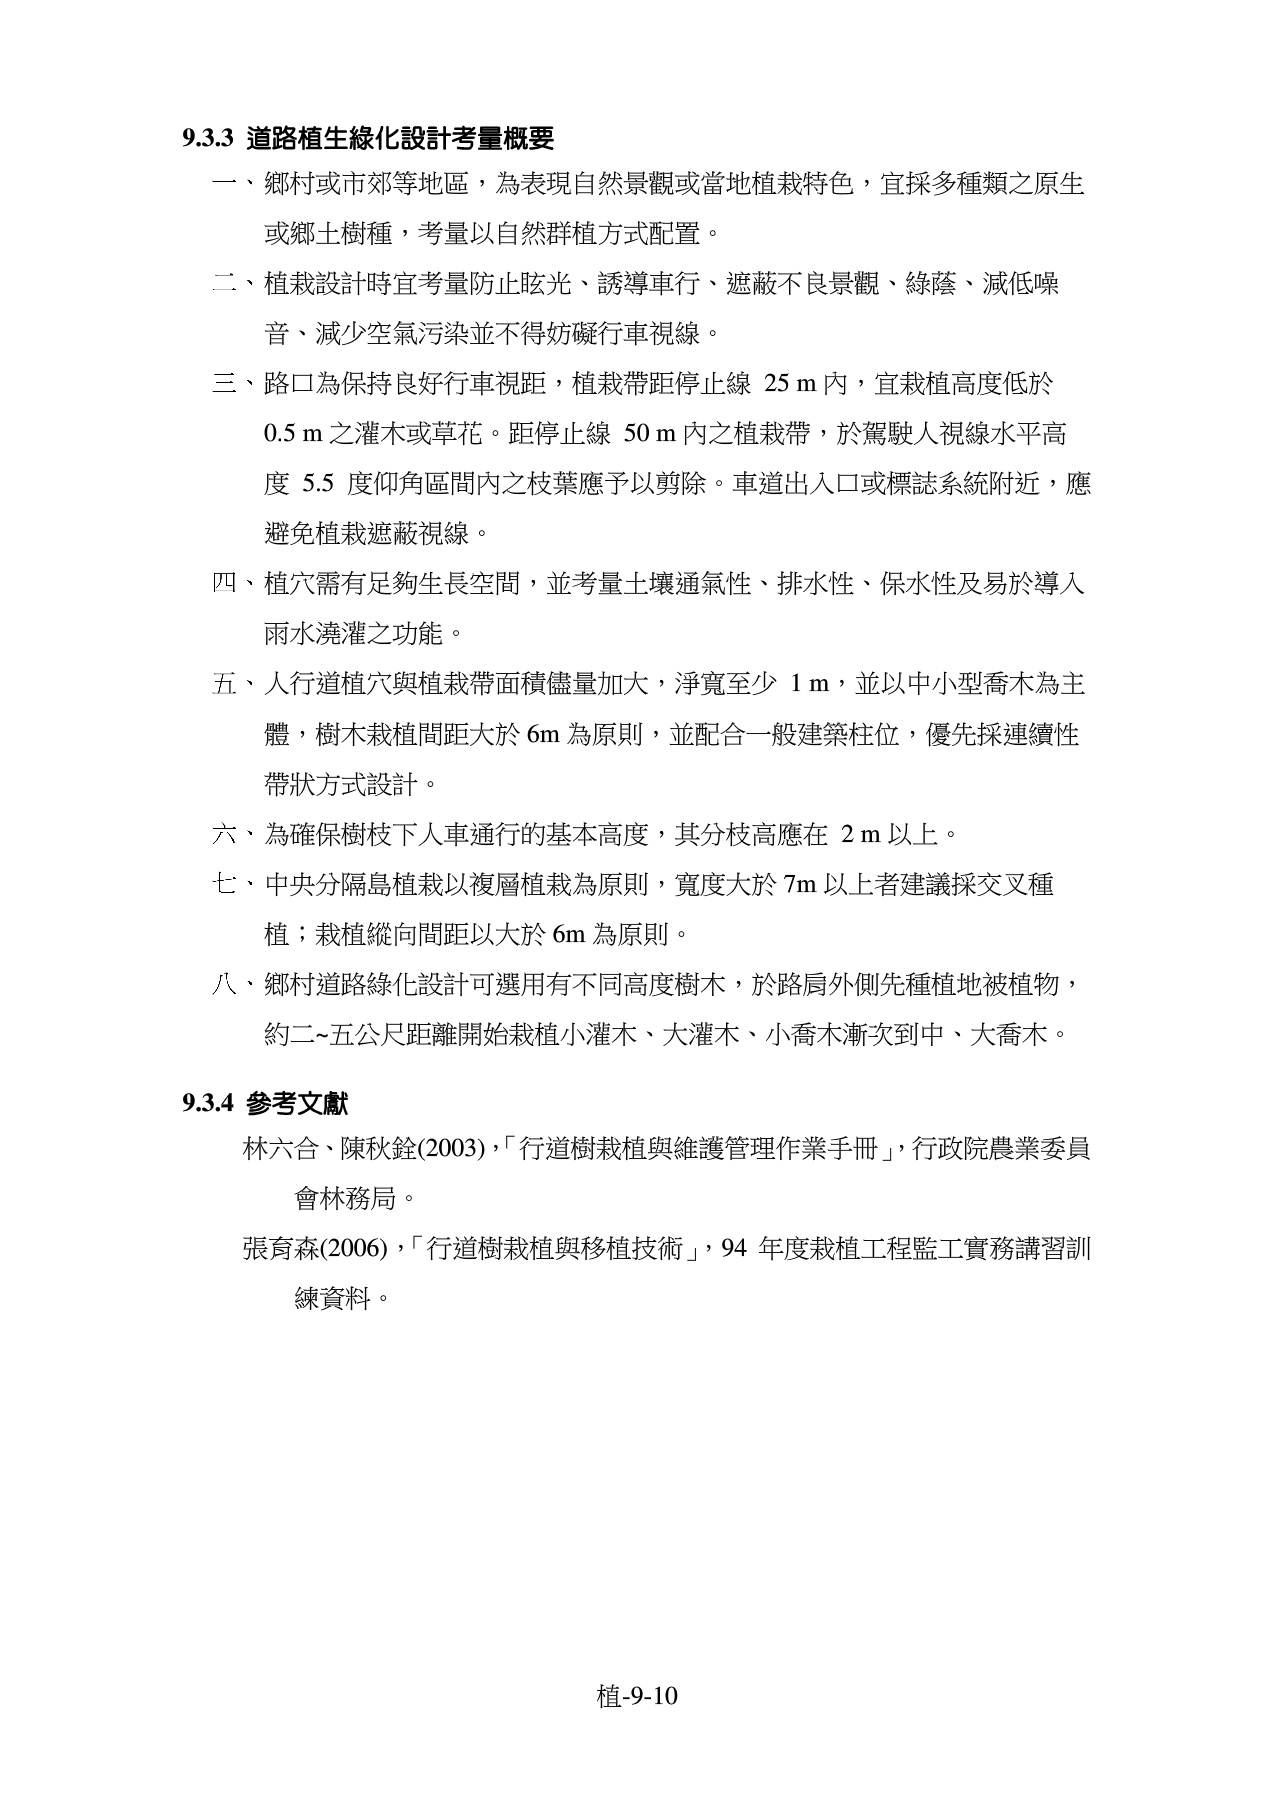 9.3.3 道路植生綠化設計考量概要
一、鄉村或市郊等地區，為表現自然景觀或當地植栽特色，宜採多種類之原生
或鄉土樹種，考量以自然群植方式配置。
二、植栽設計時宜考量防止眩光、誘導車行、遮蔽不良景觀、綠蔭、減低噪
音、減少空氣污染並不得妨礙行車視線。
三、路口為保持良好行車視距，植栽帶距停止線 25 m 內，宜栽植高度低於
0.5 m 之灌木或草花。距停止線 50 m 內之植栽帶，於駕駛人視線水平高
度 5.5 度仰角區間內之枝葉應予以剪除。車道出入口或標誌系統附近，應
避免植栽遮蔽視線。
四、植穴需有足夠生長空間，並考量土壤通氣性、排水性、保水性及易於導入
雨水澆灌之功能。
五、人行道植穴與植栽帶面積儘量加大，淨寬至少 1 m，並以中小型喬木為主
體，樹木栽植間距大於 6m 為原則，並配合一般建築柱位，優先採連續性
帶狀方式設計。
六、為確保樹枝下人車通行的基本高度，其分枝高應在 2 m 以上。
七、中央分隔島植栽以複層植栽為原則，寬度大於 7m 以上者建議採交叉種
植；栽植縱向間距以大於 6m 為原則。
八、鄉村道路綠化設計可選用有不同高度樹木，於路肩外側先種植地被植物，
約二~五公尺距離開始栽植小灌木、大灌木、小喬木漸次到中、大喬木。
9.3.4 參考文獻
林六合、陳秋銓(2003)，「行道樹栽植與維護管理作業手冊」，行政院農業委員
會林務局。
張育森(2006)，「行道樹栽植與移植技術」，94 年度栽植工程監工實務講習訓
練資料。
植-9-10